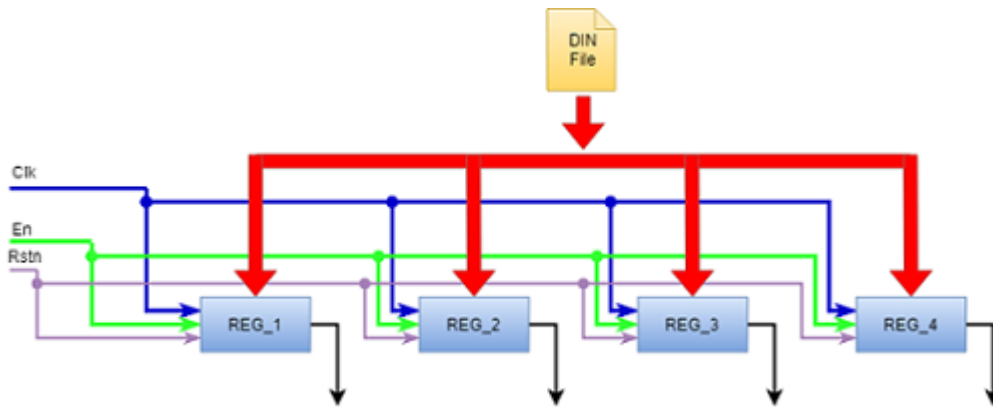 DIN
File
Clk
En
Rstn
REG_1
REG_2
REG_3
REG_4